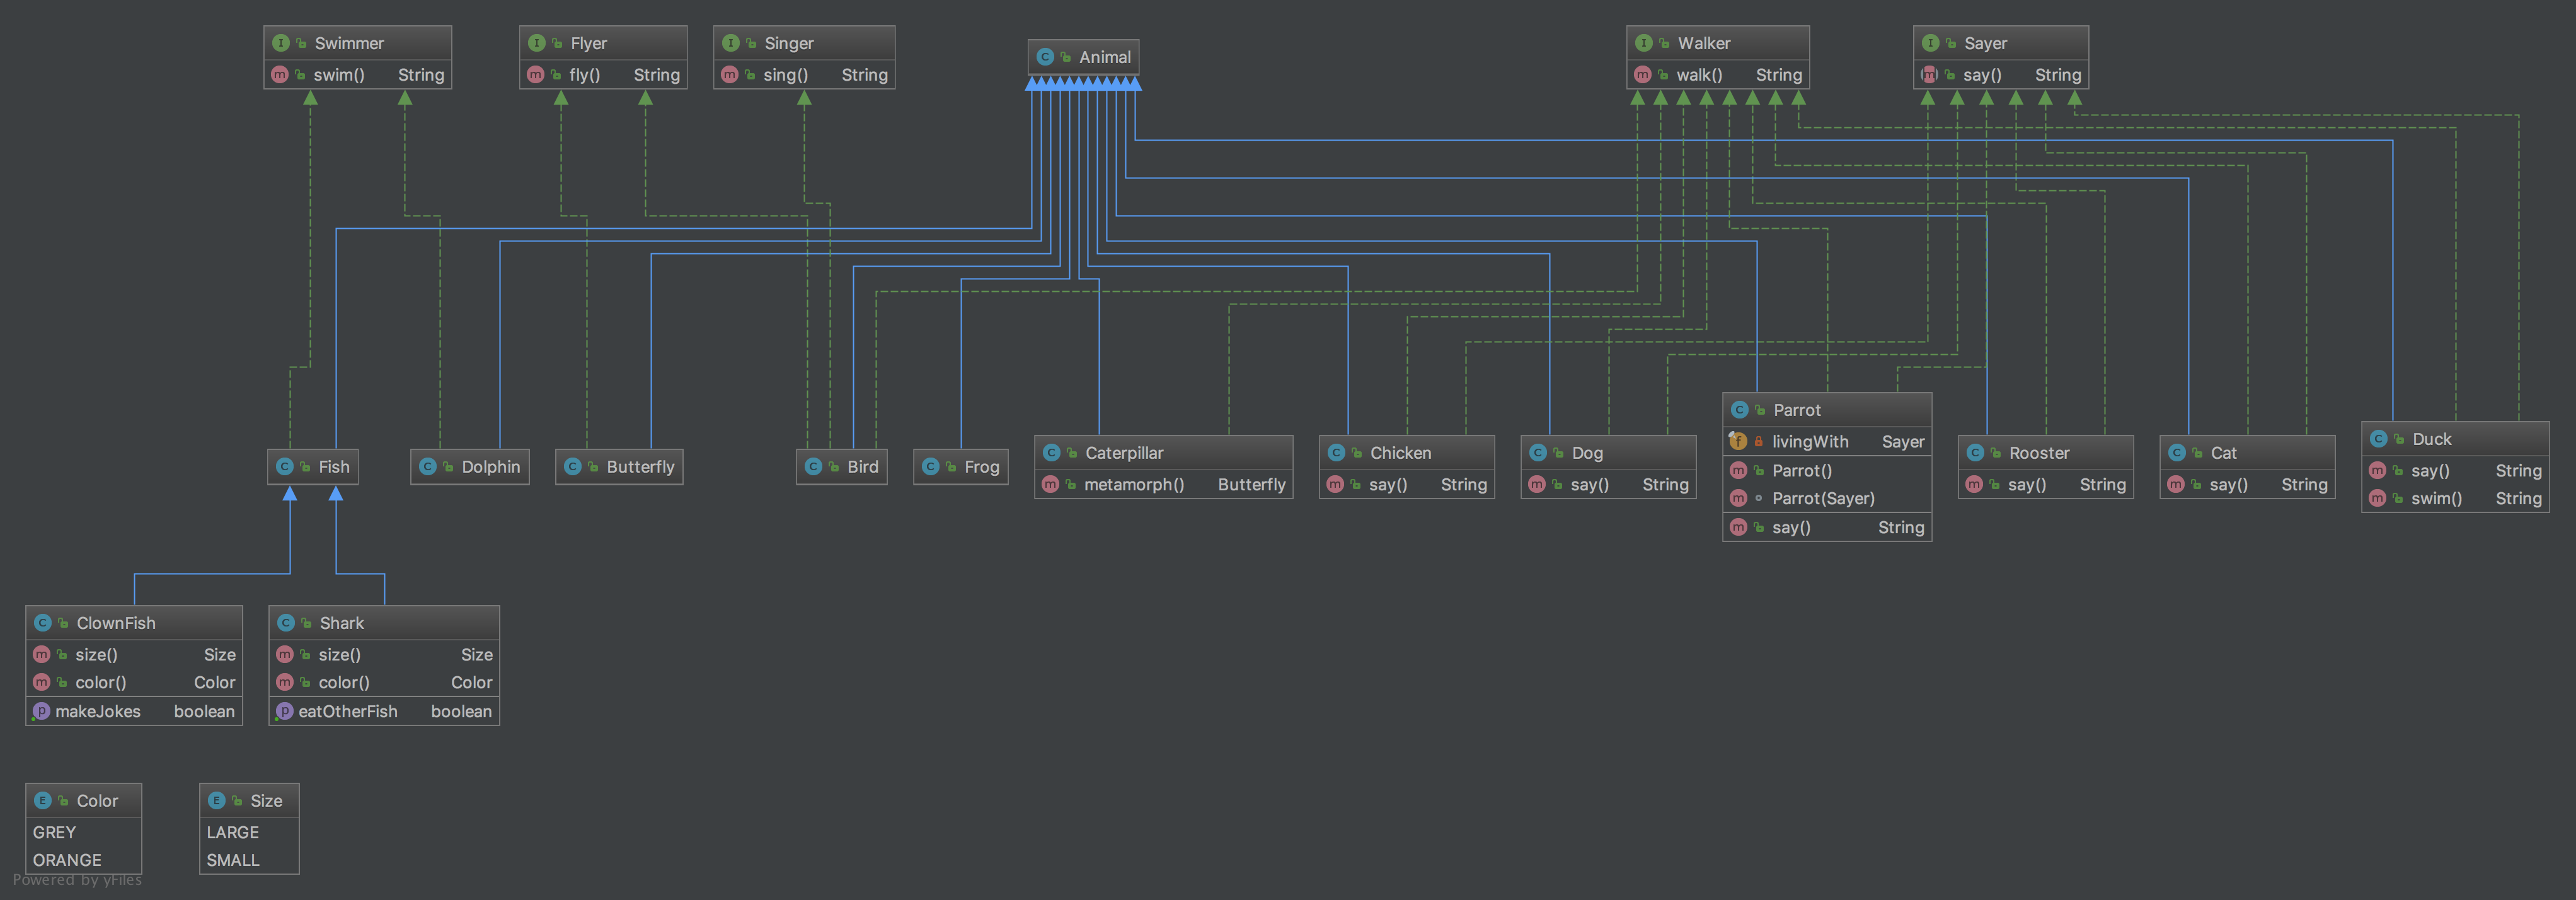 Swimmer
swim() String
Flyer
fly() String
Singer
sing() String
Animal
Walker
walk() String
Sayer
say() String
Fish
Dolphin
Butterfly
Bird
Frog
Caterpillar
metamorph() Butterfly
Chicken
say() String
Dog
say() String
Parrot
livingWith Sayer
Parrot()
Parrot(Sayer)
say() String
Rooster
say() String
Cat
say() String
Duck
say() String
swim() String
ClownFish
size() Size
color() Color
makeJokes boolean
Shark
size() Size
color() Color
eatOtherFish boolean
Color
GREY
ORANGE
Size
LARGE
SMALL
Powered by yFiles